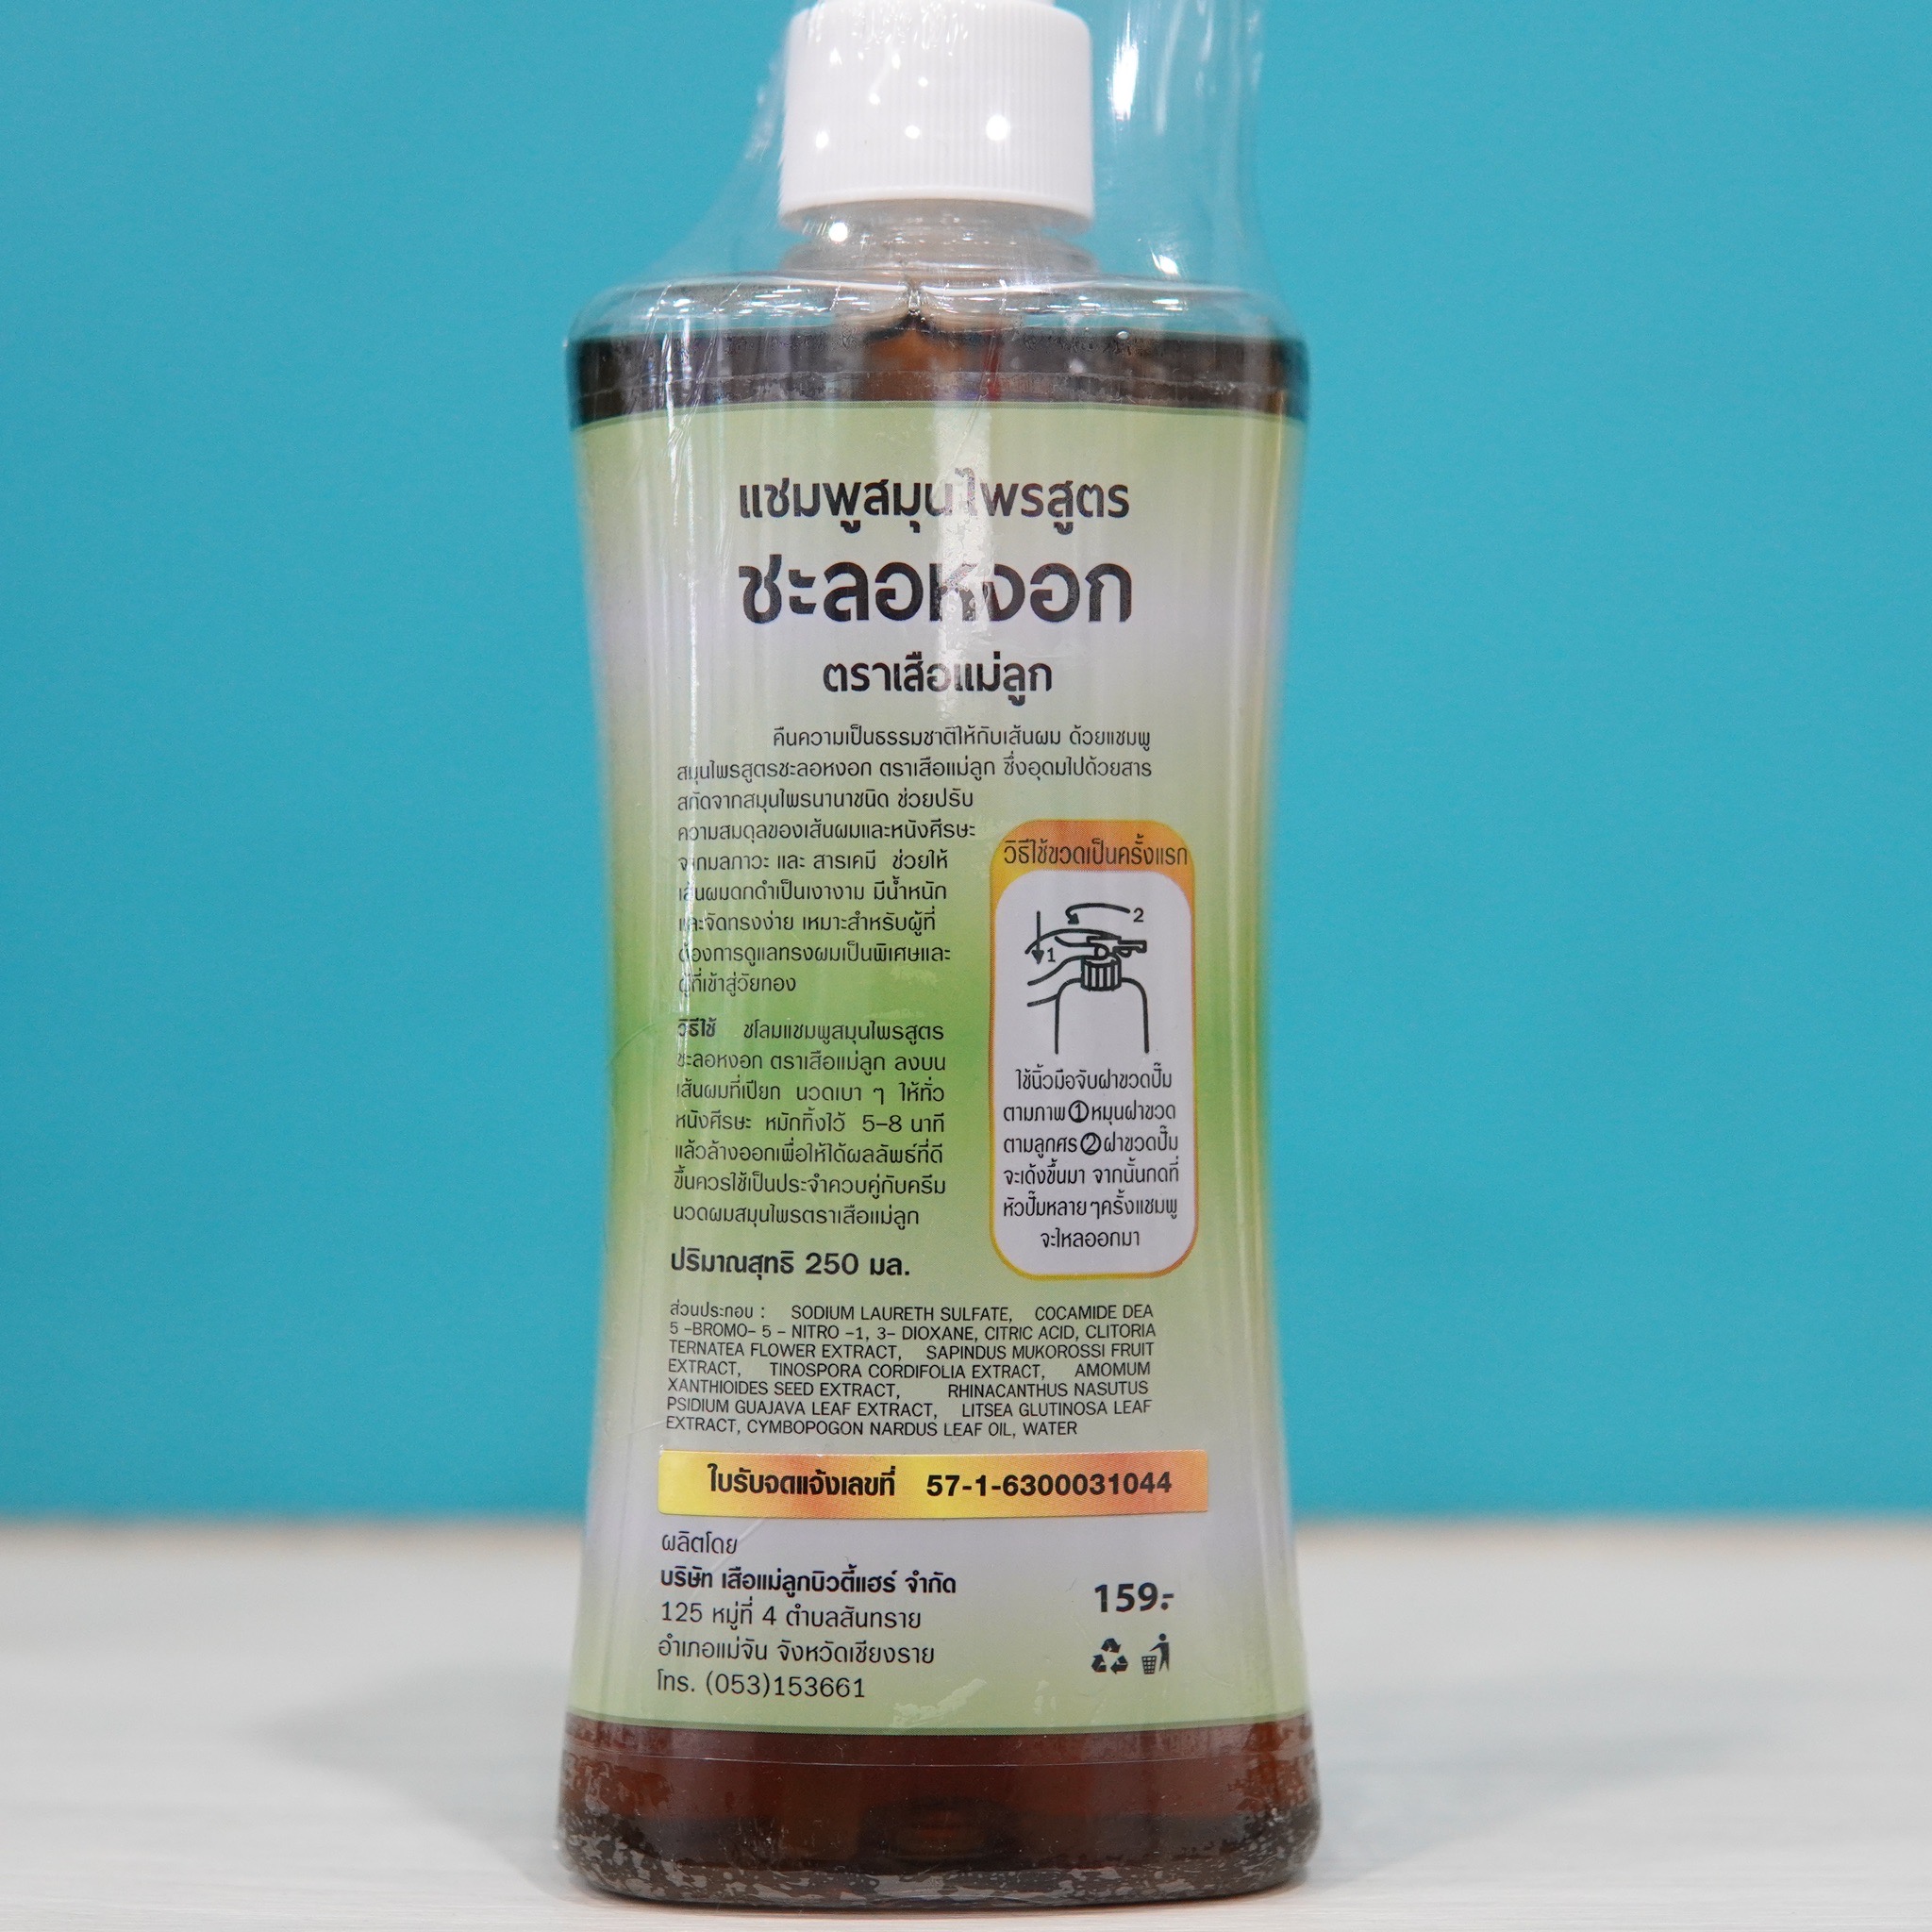 แชมพูสมุนไพรสูตร
ชะลอหงอก
ตราเสือแม่ลูก
คืนความเป็นธรรมชาติให้กับเส้นผม ด้วยแชมพู
สมุนไพรสูตรชะลอหงอก ตราเสือแม่ลูก ซึ่งอุดมไปด้วยสาร
สกัดจากสมุนไพรนานาชนิด ช่วยปรับ
ความสมดุลของเส้นผมและหนังศีรษะ
จากมลภาวะ และ สารเคมี ช่วยให้
เส้นผมดกดำเป็นเงางาม มีน้ำหนัก
และจัดทรงง่าย เหมาะสำหรับผู้ที่
ต้องการดูแลทรงผมเป็นพิเศษและ
ผู้ที่เข้าสู่วัยทอง
วิธีใช้ ชโลมแชมพูสมุนไพรสูตร
ชะลอหงอก ตราเสือแม่ลูก ลงบน
เส้นผมที่เปียก นวดเบา ๆ ให้ทั่ว
หนังศีรษะ หมักทิ้งไว้ 5-8 นาที
แล้วล้างออกเพื่อให้ได้ผลลัพธ์ที่ดี
ขึ้นควรใช้เป็นประจำควบคู่กับครีม
นวดผมสมุนไพรตราเสือแม่ลูก
วิธีใช้ขวดเป็นครั้งแรก
2
1
ใช้นิ้วมือจับฝาขวดปั๊ม
ตามภาพ①หมุนฝาขวด
ตามลูกศร②ฝาขวดปั๊ม
จะเด้งขึ้นมา จากนั้นกดที่
หัวปั๊มหลายๆครั้งแชมพู
จะไหลออกมา
ปริมาณสุทธิ 250 มล.
ส่วนประกอบ : SODIUM LAURETH SULFATE, COCAMIDE DEA
5 -BROMO- 5 - NITRO -1, 3- DIOXANE, CITRIC ACID, CLITORIA
TERNATEA FLOWER EXTRACT, SAPINDUS MUKOROSSI FRUIT
EXTRACT, TINOSPORA CORDIFOLIA EXTRACT, AMOMUM
XANTHIOIDES SEED EXTRACT, RHINACANTHUS NASUTUS
PSIDIUM GUAJAVA LEAF EXTRACT, LITSEA GLUTINOSA LEAF
EXTRACT, CYMBOPOGON NARDUS LEAF OIL, WATER
ใบรับจดแจ้งเลขที่ 57-1-6300031044
ผลิตโดย
บริษัท เสือแม่ลูกบิวตี้แฮร์ จำกัด
125 หมู่ที่ 4 ตำบลสันทราย
อำเภอแม่จัน จังหวัดเชียงราย
โทร. (053)153661
159.-